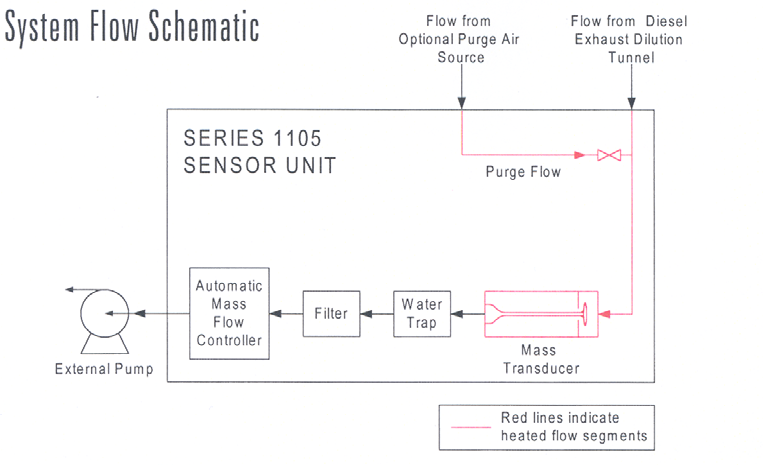 System Flow Schematic
Flow from
Optional Purge Air
Source
Flow from Diesel
Exhaust Dilution
Tunnel
SERIES 1105
SENSOR UNIT
Purge Flow
Automatic
Mass
Flow
Controller
Filter
Water
Trap
Mass
Transducer
External Pump
Red lines indicate
heated flow segments